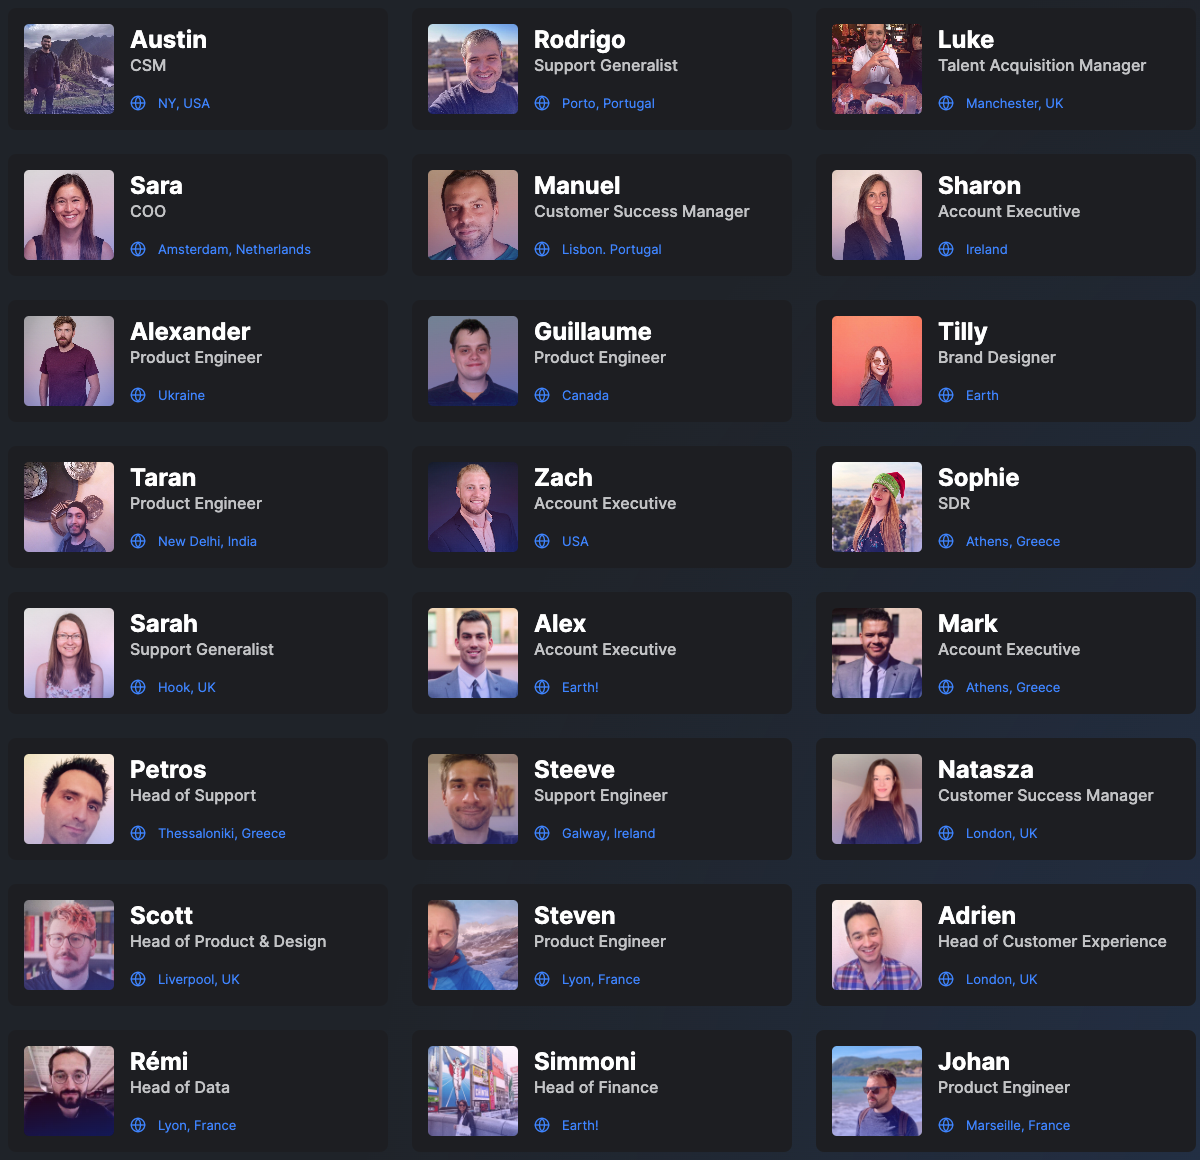 Austin
CSM
NY, USA
Rodrigo
Support Generalist
Porto, Portugal
Luke
Talent Acquisition Manager
Manchester, UK
Sara
COO
Amsterdam, Netherlands
Manuel
Customer Success Manager
Lisbon. Portugal
Sharon
Account Executive
Ireland
Alexander
Product Engineer
Ukraine
Guillaume
Product Engineer
Canada
Tilly
Brand Designer
Earth
Taran
Product Engineer
New Delhi, India
Zach
Account Executive
USA
Sophie
SDR
Athens, Greece
Sarah
Support Generalist
Hook, UK
Alex
Account Executive
Earth!
Mark
Account Executive
Athens, Greece
Petros
Head of Support
Thessaloniki, Greece
Steeve
Support Engineer
Galway, Ireland
Natasza
Customer Success Manager
London, UK
Scott
Head of Product & Design
Liverpool, UK
Steven
Product Engineer
Lyon, France
Adrien
Head of Customer Experience
London, UK
Rémi
Head of Data
Lyon, France
Simmoni
Head of Finance
Earth!
Johan
Product Engineer
Marseille, France